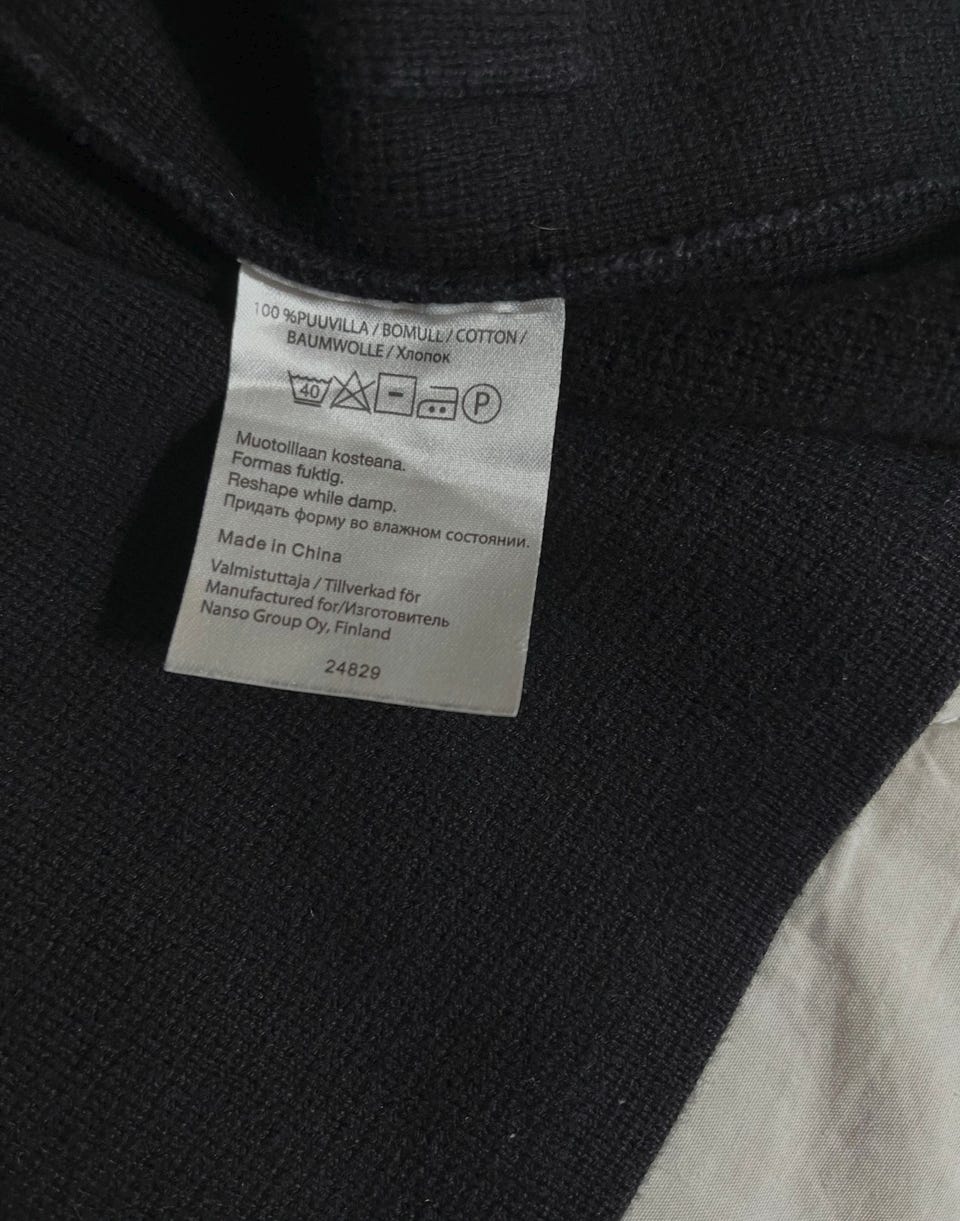 100 %PUUVILLA / BOMULL / COTTON /
BAUMWOLLE / Хлопок
40 P
Muotoillaan kosteana.
Formas fuktig.
Reshape while damp.
Придать форму во влажном состоянии.
Made in China
Valmistuttaja / Tillverkad för
Manufactured for/Изготовитель
Nanso Group Oy, Finland
24829